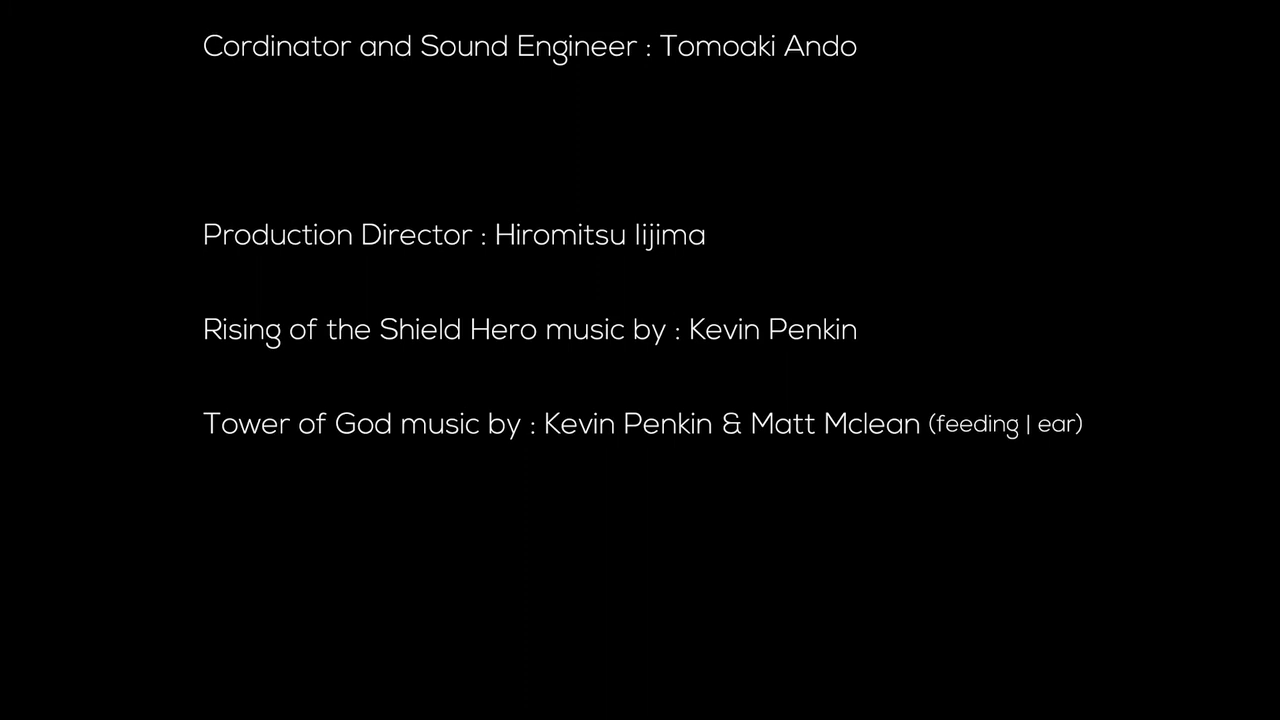 Cordinator and Sound Engineer : Tomoaki Ando
Production Director : Hiromitsu Iijima
Rising of the Shield Hero music by : Kevin Penkin
Tower of God music by : Kevin Penkin & Matt Mclean (feeding | ear)